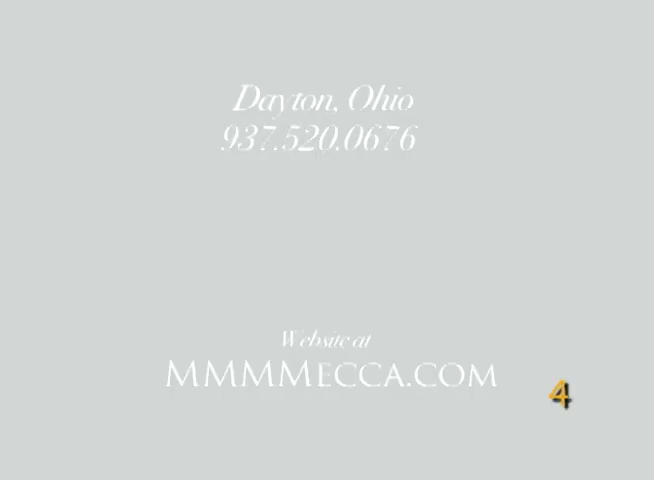 Dayton, Ohio
937.520.0676
Website at
MMMMECCA.COM
4